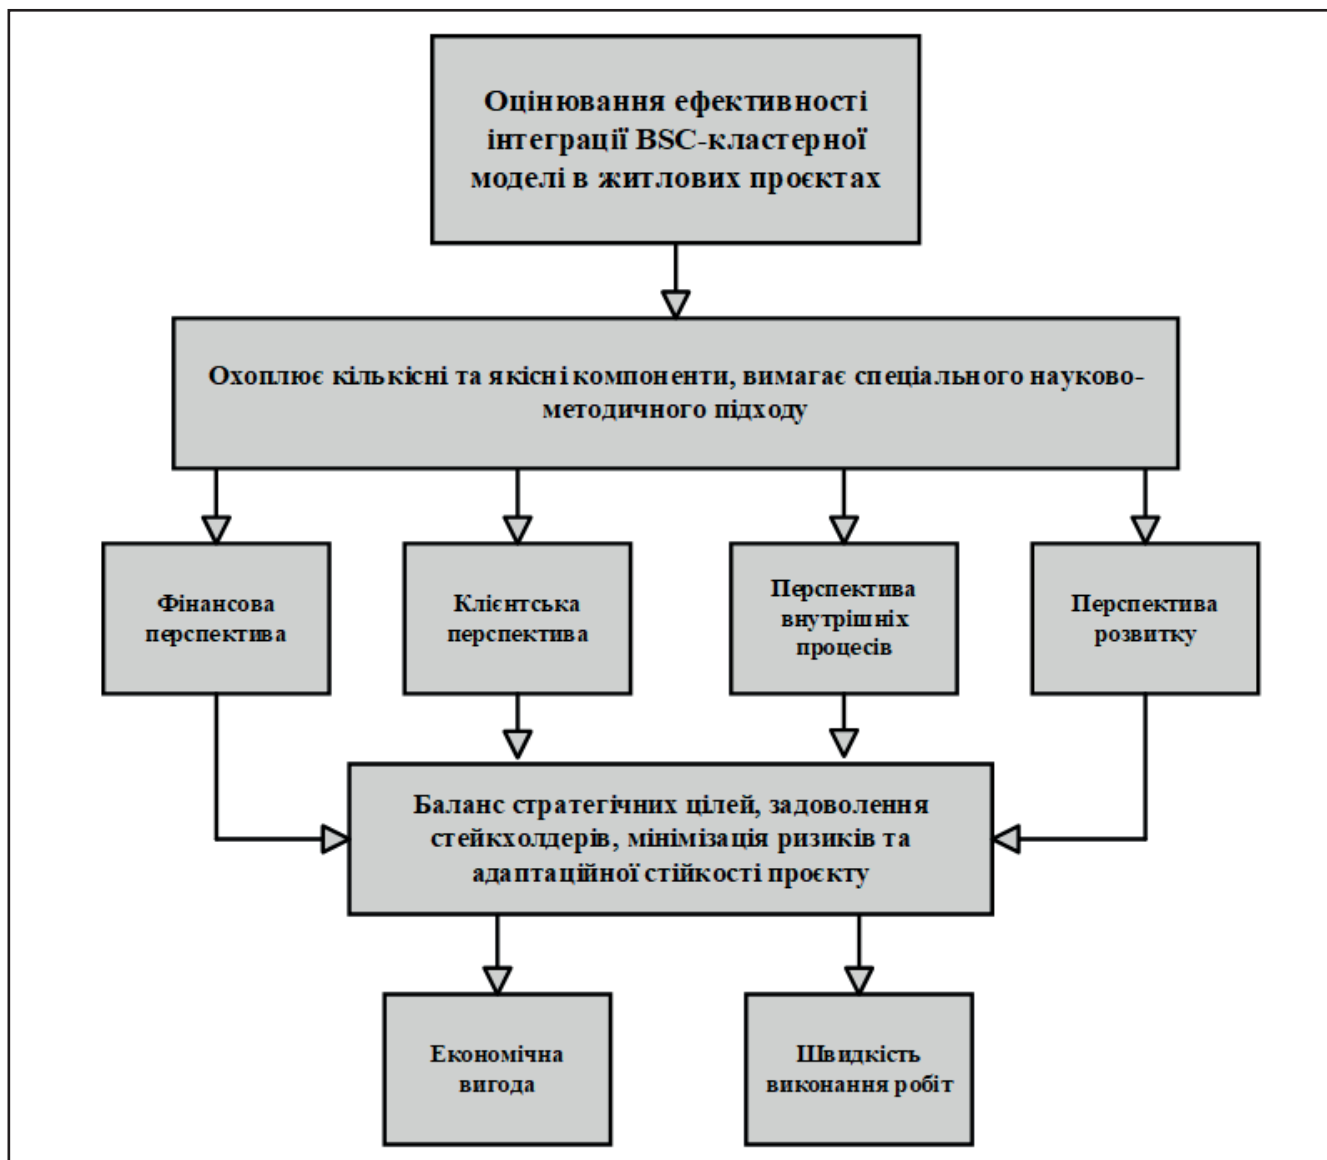 Оцінювання ефективності
інтеграції BSC-кластерної
моделі в житлових проєктах
Охоплює кількісні та якісні компоненти, вимагає спеціального науково-
методичного підходу
Фінансова
перспектива
Клієнтська
перспектива
Перспектива
внутрішніх
процесів
Перспектива
розвитку
Баланс стратегічних цілей, задоволення
стейкхолдерів, мінімізація ризиків та
адаптаційної стійкості проєкту
Економічна
вигода
Швидкість
виконання робіт